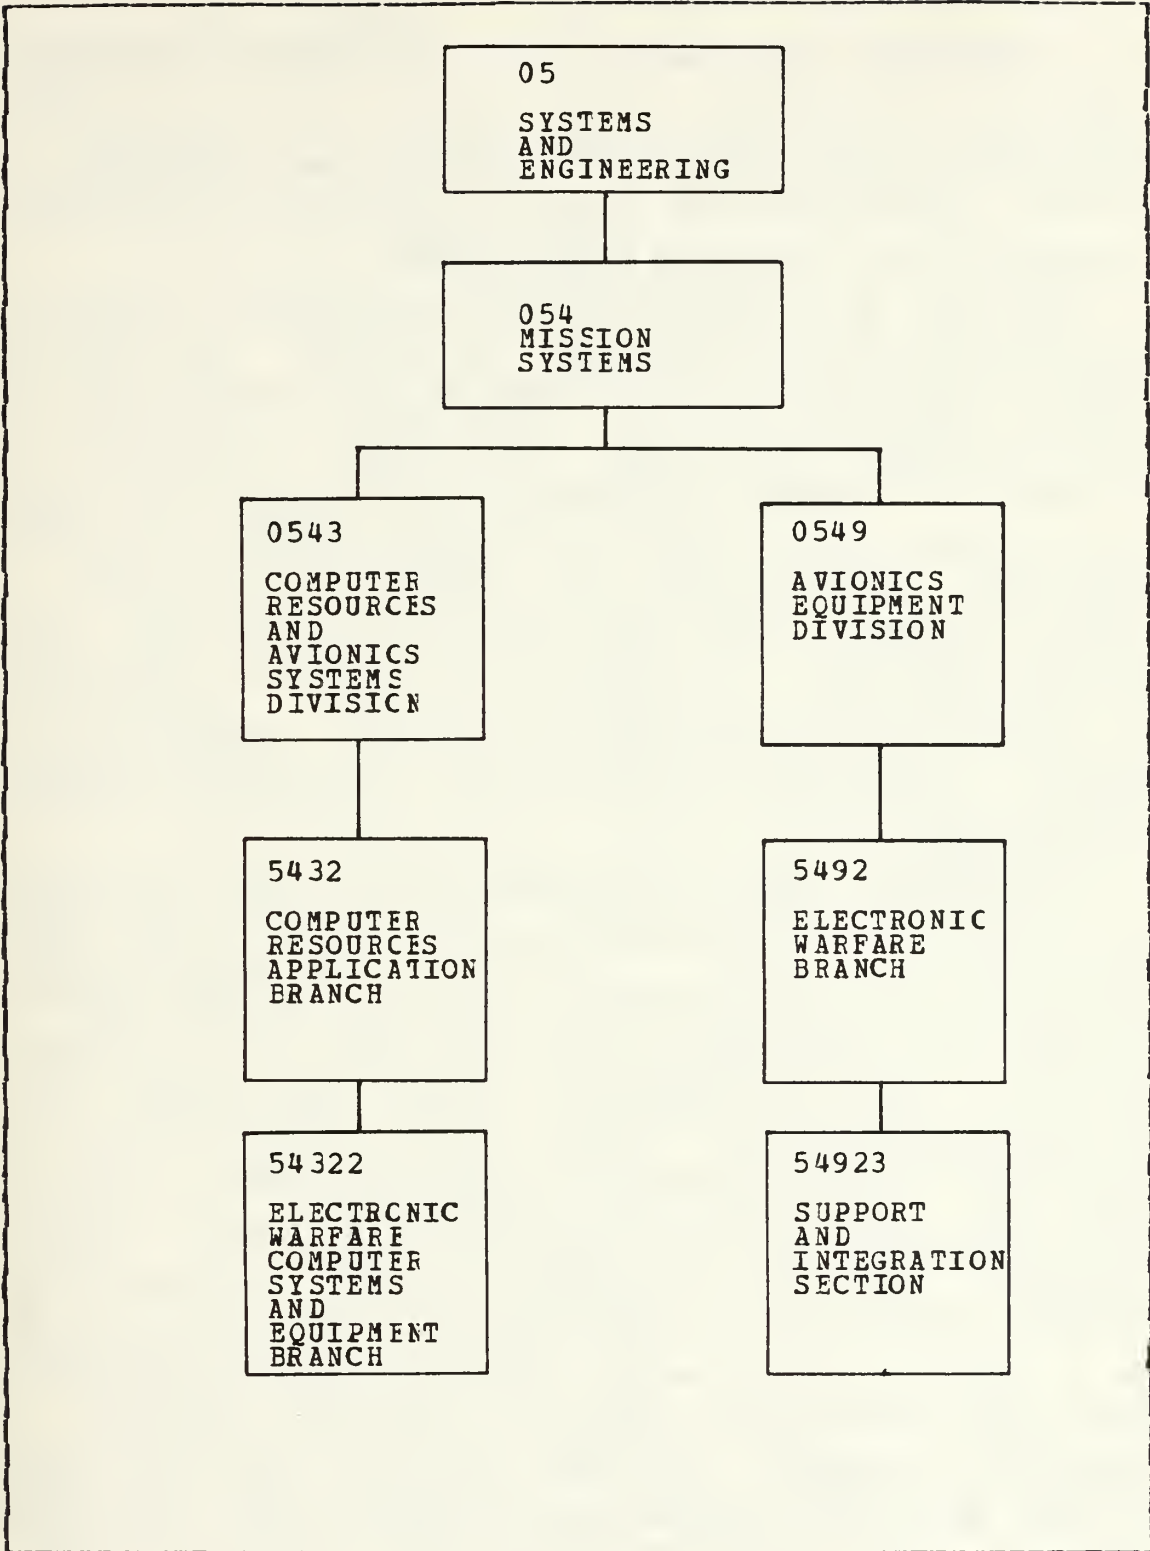 05
SYSTEMS
AND
ENGINEERING
054
MISSION
SYSTEMS
0543
COMPUTER
RESOURCES
AND
AVIONICS
SYSTEMS
DIVISION
0549
AVIONICS
EQUIPMENT
DIVISION
5432
COMPUTER
RESOURCES
APPLICATION
BRANCH
5492
ELECTRONIC
WARFARE
BRANCH
54322
ELECTRONIC
WARFARE
COMPUTER
SYSTEMS
AND
EQUIPMENT
BRANCH
54923
SUPPORT
AND
INTEGRATION
SECTION